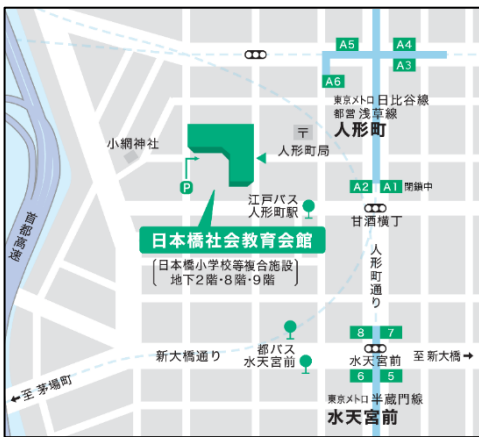 A5
A4
A3
A6
東京メトロ 日比谷線
都営 浅草線
人形町
小網神社
〒
人形町局
P
A2
A1
閉鎖中
江戸バス
人形町駅
甘酒横丁
首都高速
日本橋社会教育会館
日本橋小学校等複合施設
地下2階・8階・9階
人形町通り
8
7
新大橋通り
都バス
水天宮前
水天宮前
至 新大橋→
6
5
←至 茅場町
東京メトロ 半蔵門線
水天宮前